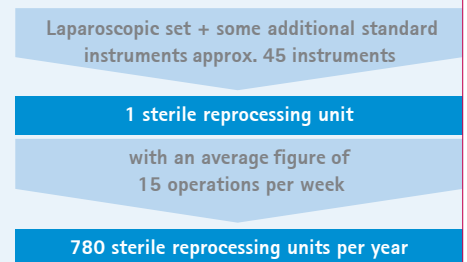 Laparoscopic set + some additional standard
instruments approx. 45 instruments
1 sterile reprocessing unit
with an average figure of
15 operations per week
780 sterile reprocessing units per year